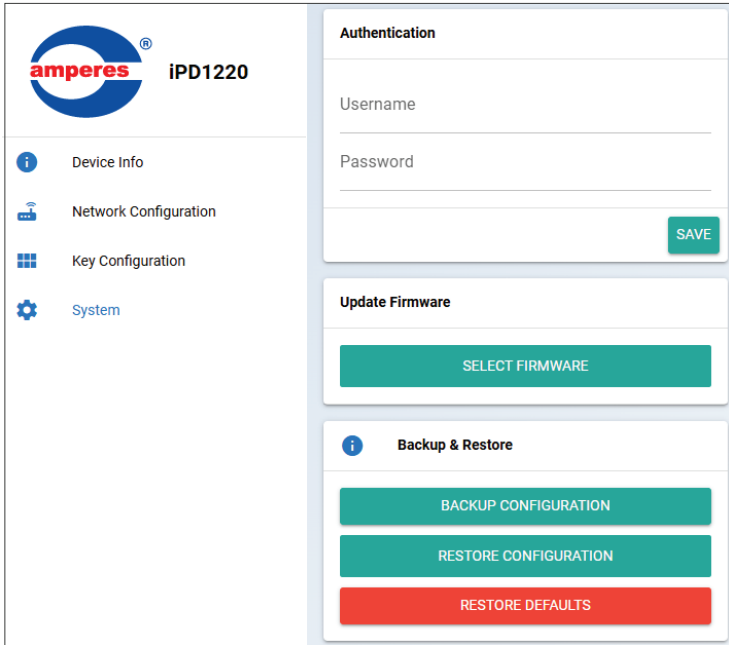 amperes
®
iPD1220
Device Info
Network Configuration
Key Configuration
System
Authentication
Username
Password
SAVE
Update Firmware
SELECT FIRMWARE
Backup & Restore
BACKUP CONFIGURATION
RESTORE CONFIGURATION
RESTORE DEFAULTS